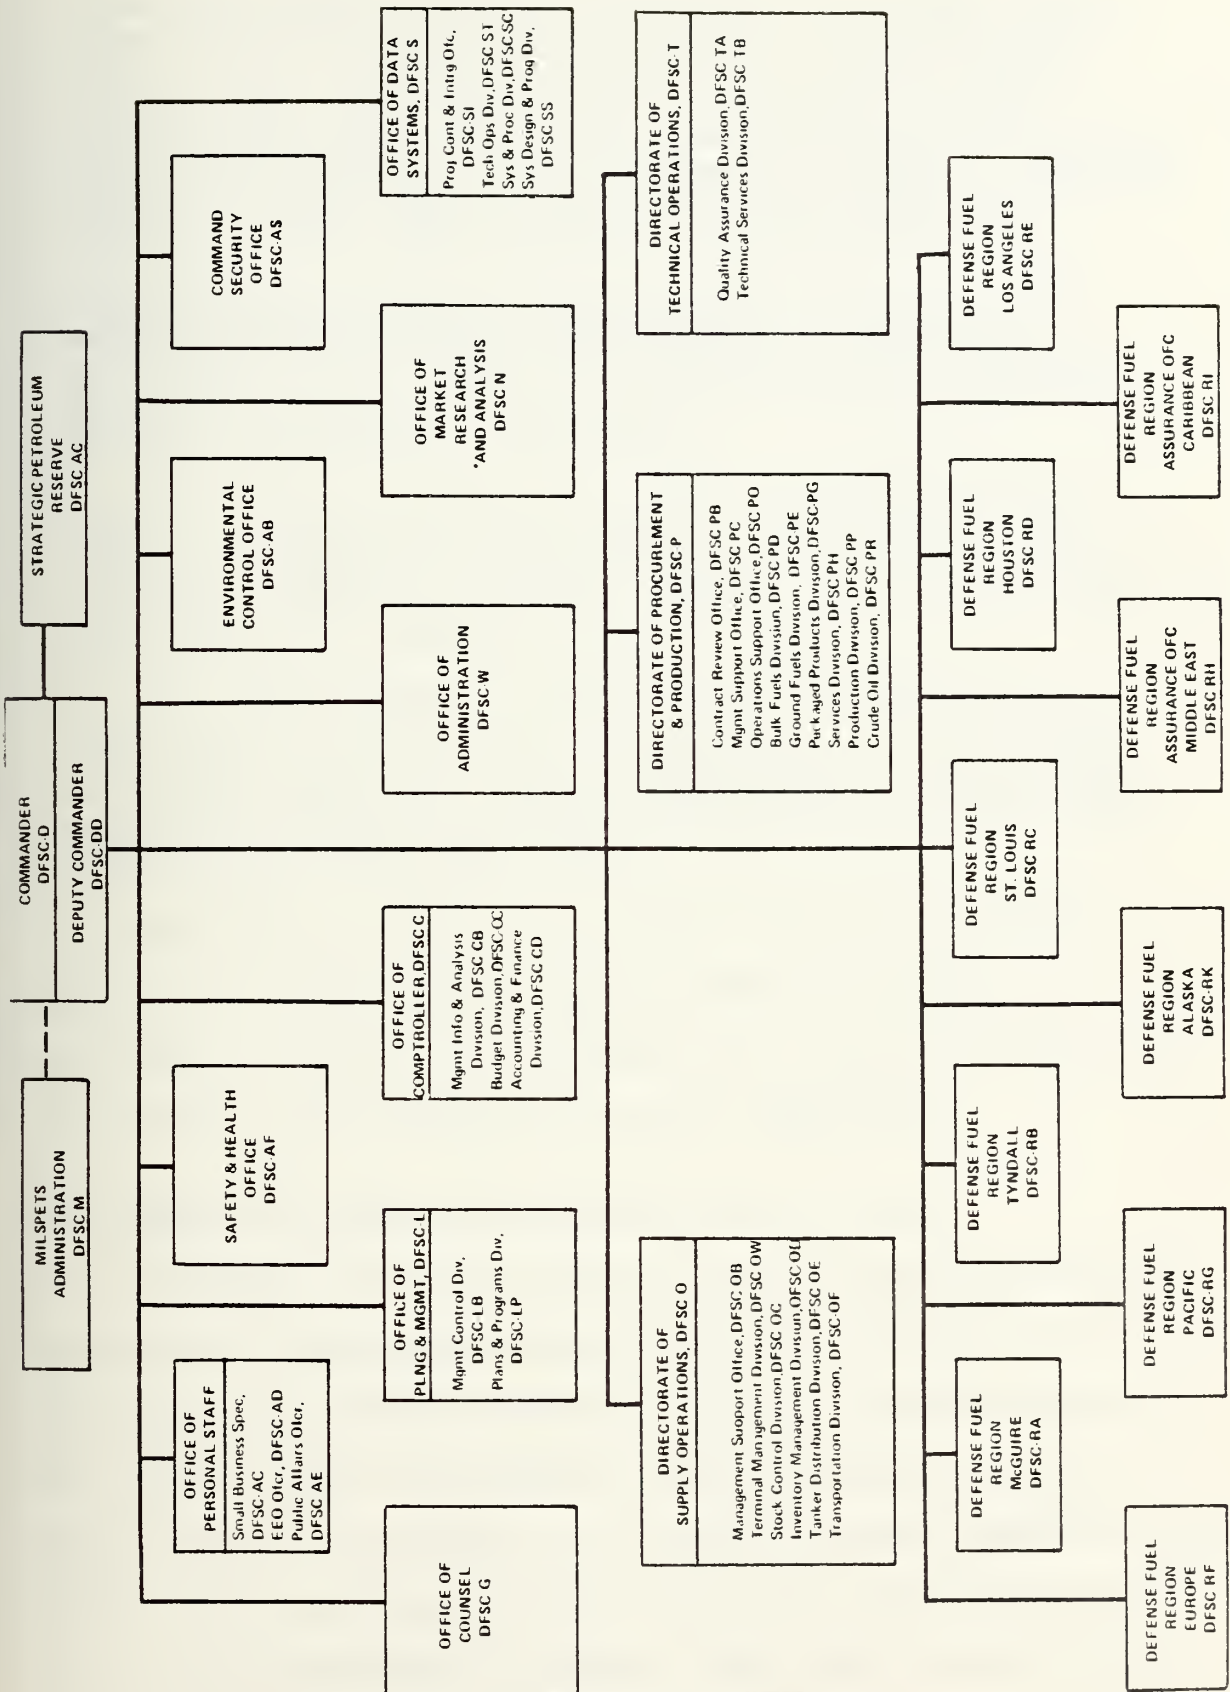 MILSPETS
ADMINISTRATION
DFSC M
COMMANDER
DFSC-D
DEPUTY COMMANDER
DFSC-DD
STRATEGIC PETROLEUM
RESERVE
DFSC AC
OFFICE OF
PERSONAL STAFF
Small Business Spec,
DFSC-AC
EEO Ofcr, DFSC-AD
Public Affairs Ofcr,
DFSC AE
SAFETY & HEALTH
OFFICE
DFSC-AF
ENVIRONMENTAL
CONTROL OFFICE
DFSC-AB
COMMAND
SECURITY
OFFICE
DFSC-AS
OFFICE OF
COUNSEL
DFSC G
OFFICE OF
PLNG & MGMT, DFSC-L
Mgmt Control Div,
DFSC-LB
Plans & Programs Div,
DFSC-LP
OFFICE OF
COMPTROLLER, DFSC C
Mgmt Info & Analysis
Division, DFSC CB
Budget Division, DFSC-CC
Accounting & Finance
Division, DFSC CD
OFFICE OF
ADMINISTRATION
DFSC-W
OFFICE OF
MARKET
RESEARCH
AND ANALYSIS
DFSC N
OFFICE OF DATA
SYSTEMS, DFSC S
Proj Cont & Intrg Ofc,
DFSC-SI
Tech Ops Div, DFSC ST
Sys & Proc Div, DFSC-SC
Sys Design & Prog Div,
DFSC SS
DIRECTORATE OF
SUPPLY OPERATIONS, DFSC O
Management Support Office, DFSC OB
Terminal Management Division, DFSC OW
Stock Control Division, DFSC OC
Inventory Management Division, DFSC OD
Tanker Distribution Division, DFSC OE
Transportation Division, DFSC-OF
DIRECTORATE OF PROCUREMENT
& PRODUCTION, DFSC P
Contract Review Office, DFSC PB
Mgmt Support Office, DFSC PC
Operations Support Office, DFSC PO
Bulk Fuels Division, DFSC PD
Ground Fuels Division, DFSC-PE
Packaged Products Division, DFSC-PG
Services Division, DFSC PH
Production Division, DFSC PP
Crude Oil Division, DFSC PR
DIRECTORATE OF
TECHNICAL OPERATIONS, DFSC-T
Quality Assurance Division, DFSC TA
Technical Services Division, DFSC TB
DEFENSE FUEL
REGION
McGUIRE
DFSC-RA
DEFENSE FUEL
REGION
TYNDALL
DFSC-RB
DEFENSE FUEL
REGION
ST. LOUIS
DFSC RC
DEFENSE FUEL
REGION
HOUSTON
DFSC RD
DEFENSE FUEL
REGION
LOS ANGELES
DFSC RE
DEFENSE FUEL
REGION
EUROPE
DFSC RF
DEFENSE FUEL
REGION
PACIFIC
DFSC-RG
DEFENSE FUEL
REGION
ALASKA
DFSC-RK
DEFENSE FUEL
REGION
ASSURANCE OFC
MIDDLE EAST
DFSC RH
DEFENSE FUEL
REGION
ASSURANCE OFC
CARIBBEAN
DFSC RI